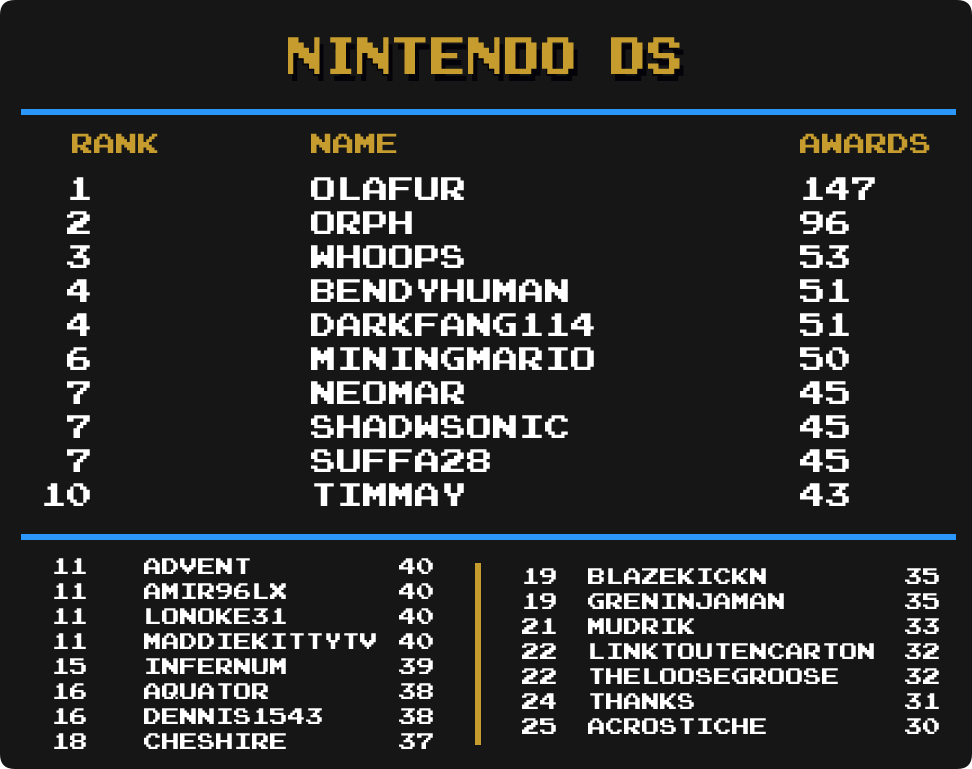 NINTENDO DS
RANK NAME AWARDS
1 OLAFUR 147
2 ORPH 96
3 WHOOPS 53
4 BENDYHUMAN 51
4 DARKFANG114 51
6 MININGMARIO 50
7 NEOMAR 45
7 SHADWSONIC 45
7 SUFFA28 45
10 TIMMAY 43
11 ADVENT 40
11 AMIR96LX 40
11 LONOKE31 40
11 MADDIEKITTYTV 40
15 INFERNUM 39
16 AQUATOR 38
16 DENNIS1543 38
18 CHESHIRE 37
19 BLAZEKICKN 35
19 GRENINJAMAN 35
21 MUDRIK 33
22 LINKTOUTENCARTON 32
22 THELOOSEGROOSE 32
24 THANKS 31
25 ACROSTICHE 30